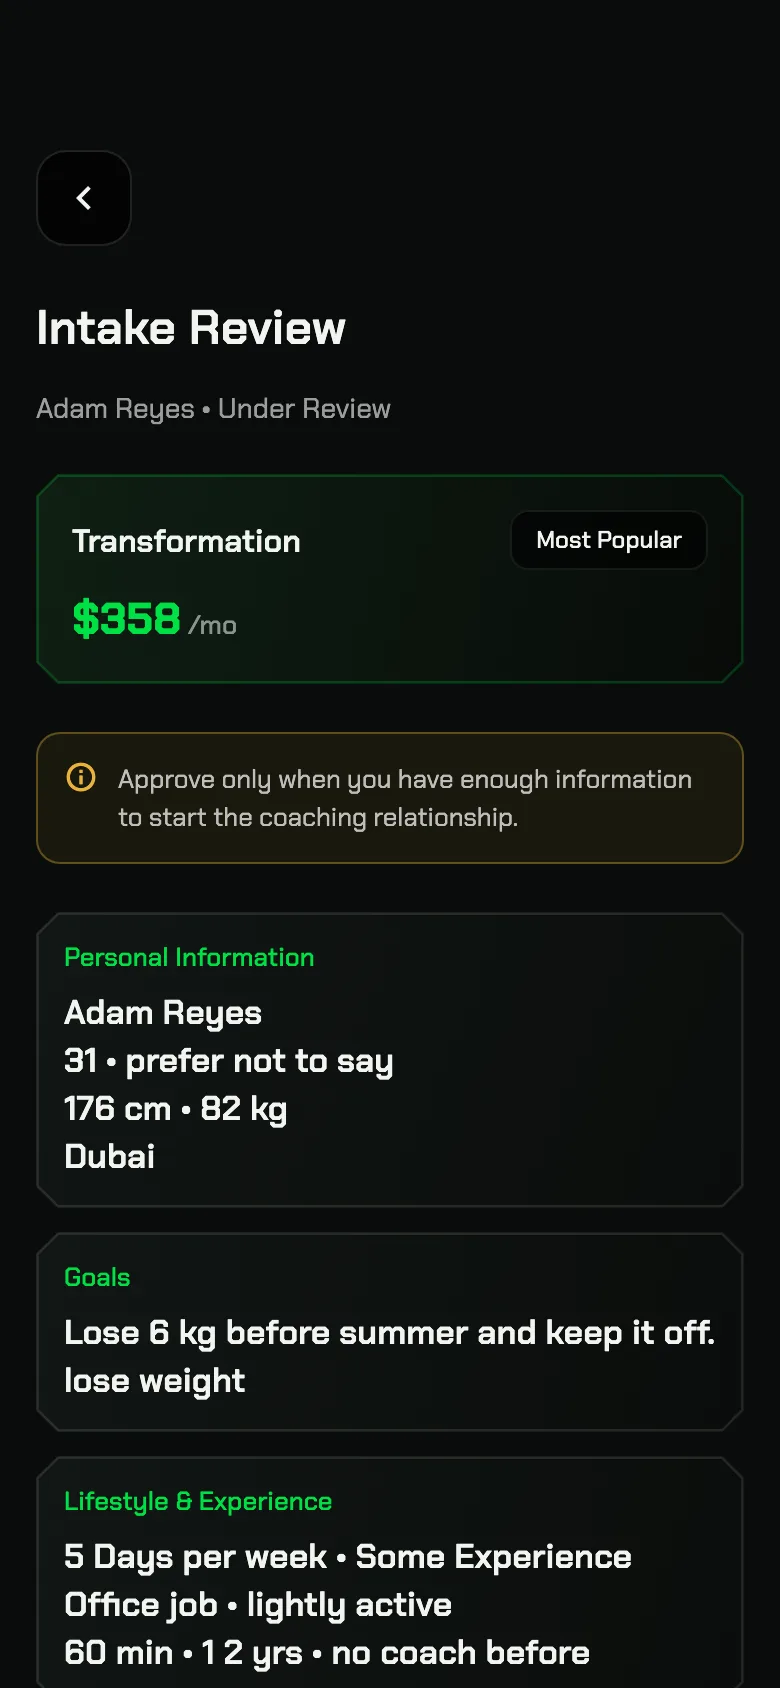 Intake Review
Adam Reyes • Under Review
Transformation
Most Popular
$358 /mo
Approve only when you have enough information
to start the coaching relationship.
Personal Information
Adam Reyes
31 • prefer not to say
176 cm • 82 kg
Dubai
Goals
Lose 6 kg before summer and keep it off.
lose weight
Lifestyle & Experience
5 Days per week • Some Experience
Office job • lightly active
60 min • 1 2 yrs • no coach before